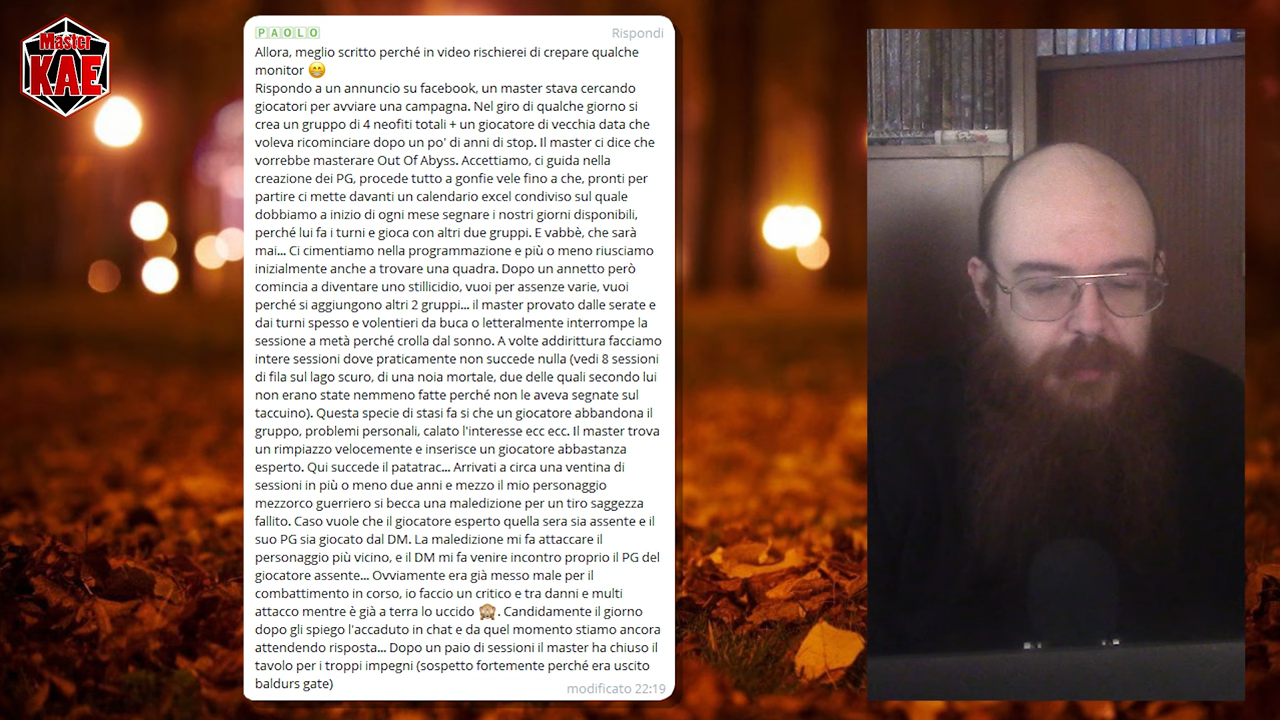 Master
KAE
PAOLO
Rispondi
Allora, meglio scritto perché in video rischierei di crepare qualche
monitor 😁
Rispondo a un annuncio su facebook, un master stava cercando
giocatori per avviare una campagna. Nel giro di qualche giorno si
crea un gruppo di 4 neofiti totali + un giocatore di vecchia data che
voleva ricominciare dopo un po' di anni di stop. Il master ci dice che
vorrebbe masterare Out Of Abyss. Accettiamo, ci guida nella
creazione dei PG, procede tutto a gonfie vele fino a che, pronti per
partire ci mette davanti un calendario excel condiviso sul quale
dobbiamo a inizio di ogni mese segnare i nostri giorni disponibili,
perché lui fa i turni e gioca con altri due gruppi. E vabbè, che sarà
mai... Ci cimentiamo nella programmazione e più o meno riusciamo
inizialmente anche a trovare una quadra. Dopo un annetto però
comincia a diventare uno stillicidio, vuoi per assenze varie, vuoi
perché si aggiungono altri 2 gruppi... il master provato dalle serate e
dai turni spesso e volentieri da buca o letteralmente interrompe la
sessione a metà perché crolla dal sonno. A volte addirittura facciamo
intere sessioni dove praticamente non succede nulla (vedi 8 sessioni
di fila sul lago scuro, di una noia mortale, due delle quali secondo lui
non erano state nemmeno fatte perché non le aveva segnate sul
taccuino). Questa specie di stasi fa si che un giocatore abbandona il
gruppo, problemi personali, calato l'interesse ecc ecc. Il master trova
un rimpiazzo velocemente e inserisce un giocatore abbastanza
esperto. Qui succede il patatrac... Arrivati a circa una ventina di
sessioni in più o meno due anni e mezzo il mio personaggio
mezzorco guerriero si becca una maledizione per un tiro saggezza
fallito. Caso vuole che il giocatore esperto quella sera sia assente e il
suo PG sia giocato dal DM. La maledizione mi fa attaccare il
personaggio più vicino, e il DM mi fa venire incontro proprio il PG del
giocatore assente... Ovviamente era già messo male per il
combattimento in corso, io faccio un critico e tra danni e multi
attacco mentre è già a terra lo uccido 🙈. Candidamente il giorno
dopo gli spiego l'accaduto in chat e da quel momento stiamo ancora
attendendo risposta... Dopo un paio di sessioni il master ha chiuso il
tavolo per i troppi impegni (sospetto fortemente perché era uscito
baldurs gate)
modificato 22:19